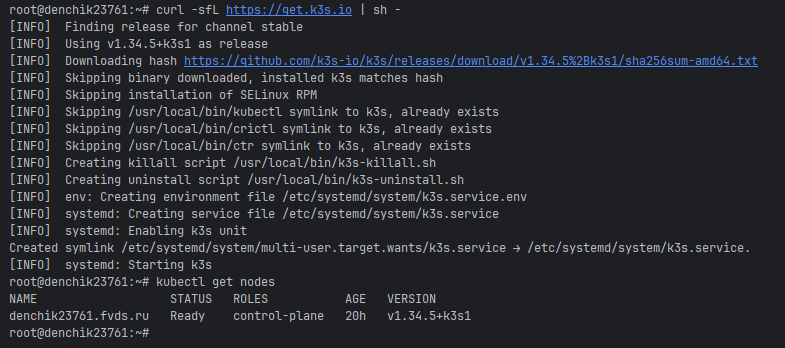 root@denchik23761:~# curl -sfL https://get.k3s.io | sh -
[INFO]  Finding release for channel stable
[INFO]  Using v1.34.5+k3s1 as release
[INFO]  Downloading hash https://github.com/k3s-io/k3s/releases/download/v1.34.5%2Bk3s1/sha256sum-amd64.txt
[INFO]  Skipping binary downloaded, installed k3s matches hash
[INFO]  Skipping installation of SELinux RPM
[INFO]  Skipping /usr/local/bin/kubectl symlink to k3s, already exists
[INFO]  Skipping /usr/local/bin/crictl symlink to k3s, already exists
[INFO]  Skipping /usr/local/bin/ctr symlink to k3s, already exists
[INFO]  Creating killall script /usr/local/bin/k3s-killall.sh
[INFO]  Creating uninstall script /usr/local/bin/k3s-uninstall.sh
[INFO]  env: Creating environment file /etc/systemd/system/k3s.service.env
[INFO]  systemd: Creating service file /etc/systemd/system/k3s.service
[INFO]  systemd: Enabling k3s unit
Created symlink /etc/systemd/system/multi-user.target.wants/k3s.service → /etc/systemd/system/k3s.service.
[INFO]  systemd: Starting k3s
root@denchik23761:~# kubectl get nodes
NAME                   STATUS   ROLES           AGE   VERSION
denchik23761.fvds.ru   Ready    control-plane   20h   v1.34.5+k3s1
root@denchik23761:~#